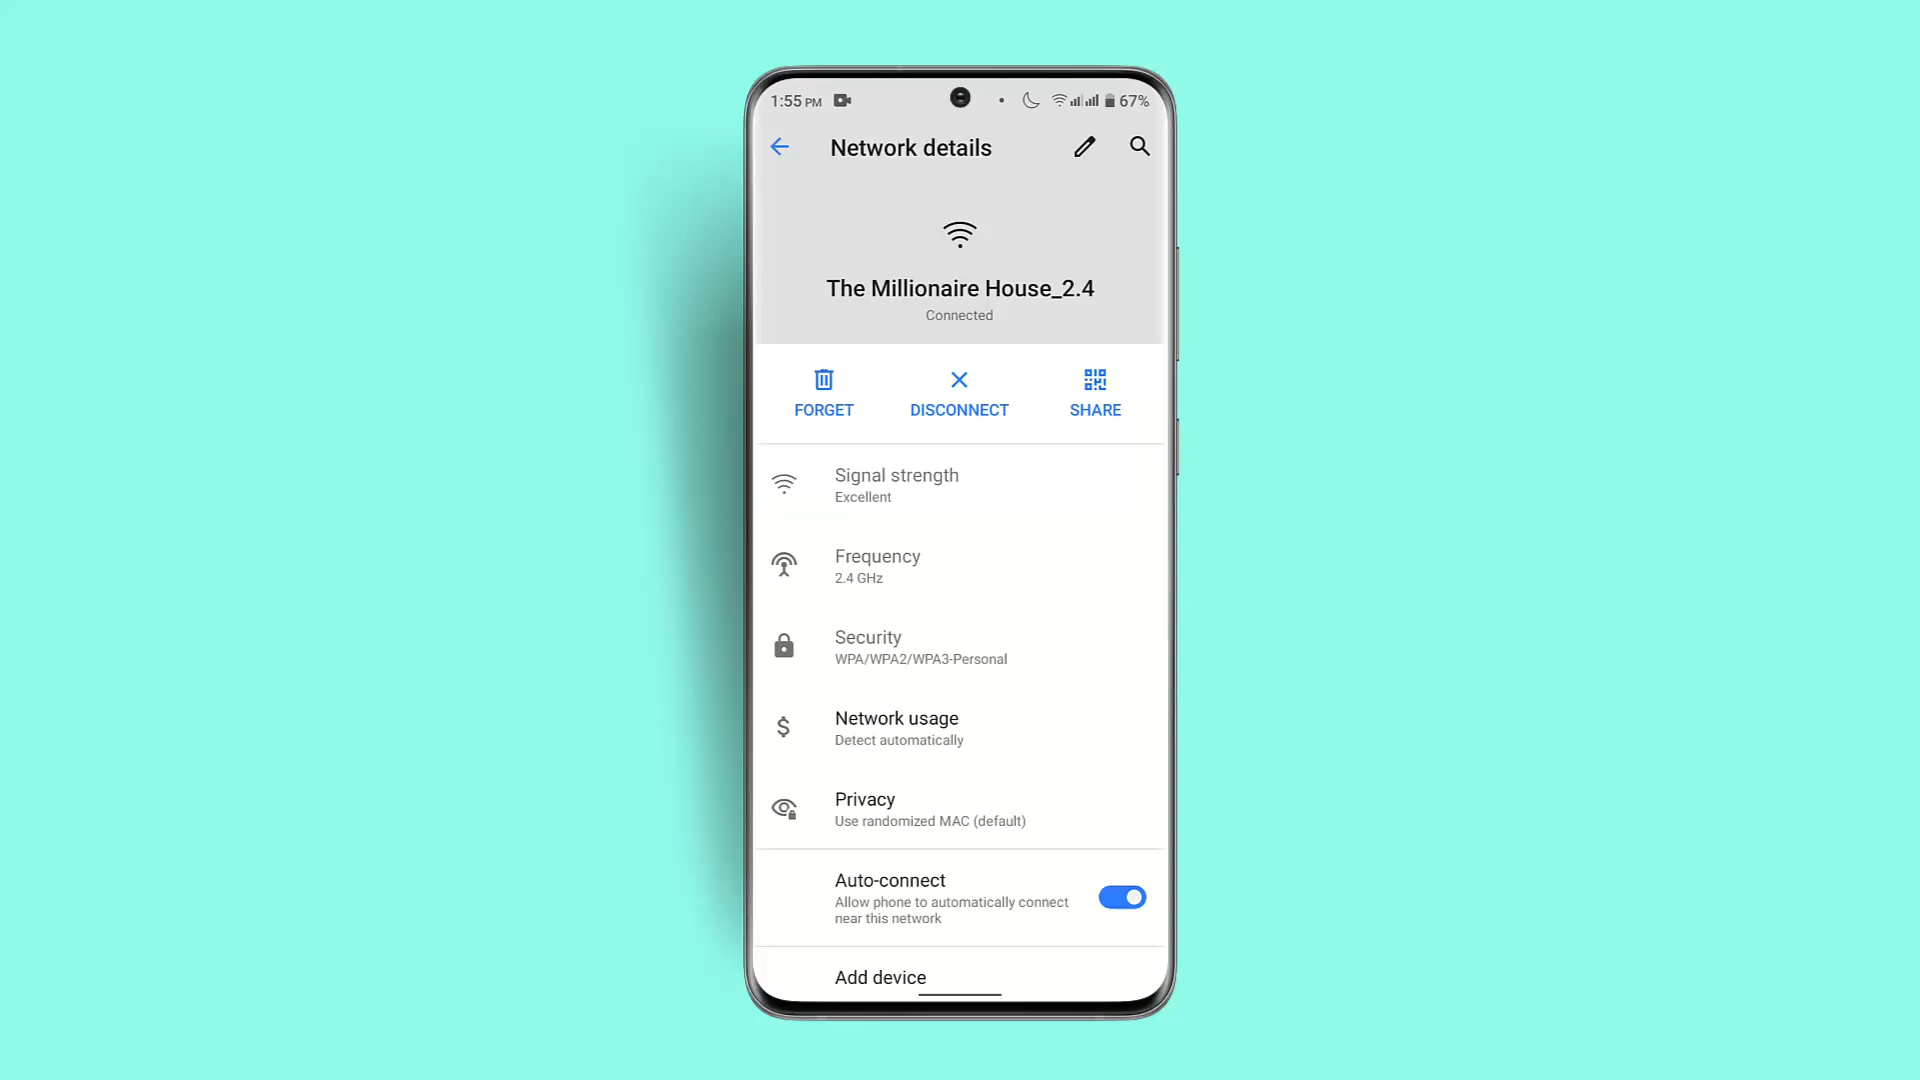 1:55 PM 67%
Network details
The Millionaire House_2.4
Connected
FORGET DISCONNECT SHARE
Signal strength
Excellent
Frequency
2.4 GHz
Security
WPA/WPA2/WPA3-Personal
Network usage
Detect automatically
Privacy
Use randomized MAC (default)
Auto-connect
Allow phone to automatically connect
near this network
Add device